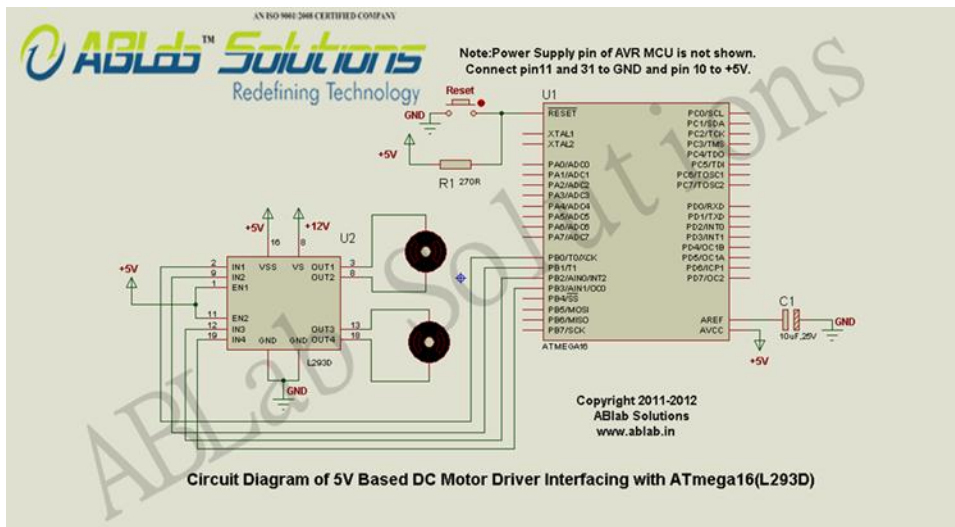 AN ISO 9001:2008 CERTIFIED COMPANY
ABLab™ Solutions
Redefining Technology
Note:Power Supply pin of AVR MCU is not shown.
Connect pin11 and 31 to GND and pin 10 to +5V.
Reset
GND
+5V
R1 270R
U1
RESET
XTAL1
XTAL2
PA0/ADC0
PA1/ADC1
PA2/ADC2
PA3/ADC3
PA4/ADC4
PA5/ADC5
PA6/ADC6
PA7/ADC7
PB0/T0/XCK
PB1/T1
PB2/AIN0/INT2
PB3/AIN1/OC0
PB4/SS
PB5/MOSI
PB6/MISO
PB7/SCK
PC0/SCL
PC1/SDA
PC2/TCK
PC3/TMS
PC4/TDO
PC5/TDI
PC6/TOSC1
PC7/TOSC2
PD0/RXD
PD1/TXD
PD2/INT0
PD3/INT1
PD4/OC1B
PD5/OC1A
PD6/ICP1
PD7/OC2
AREF
AVCC
ATMEGA16
C1
10uF,25V
GND
+5V
+5V
+12V
U2
16
8
+5V
2 IN1
9 IN2
1 EN1
11 EN2
12 IN3
19 IN4
VSS
VS
OUT1 3
OUT2 8
OUT3 13
OUT4 18
GND
GND
L293D
GND
Copyright 2011-2012
ABlab Solutions
www.ablab.in
Circuit Diagram of 5V Based DC Motor Driver Interfacing with ATmega16(L293D)
ABLab Solutions